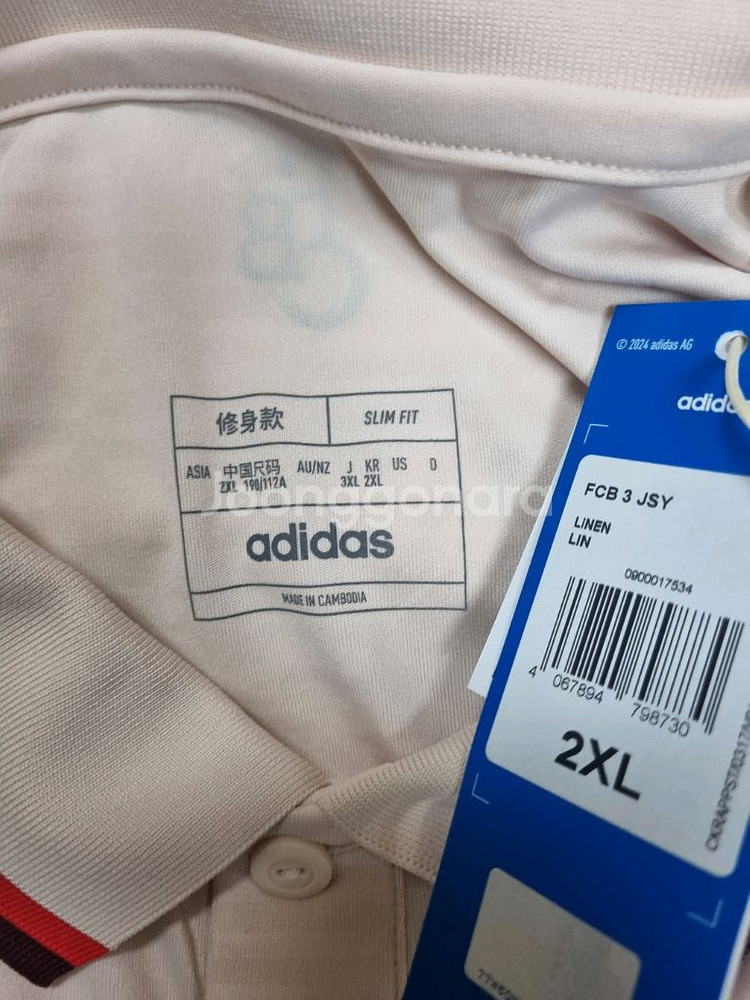 © 2024 adidas AG
adidas
修身款
SLIM FIT
ASIA 中国尺码 AU/NZ J KR US D
2XL 190/112A 3XL 2XL
Joonggonara
adidas
MADE IN CAMBODIA
FCB 3 JSY
LINEN
LIN
0900017534
4 067894 798730
2XL